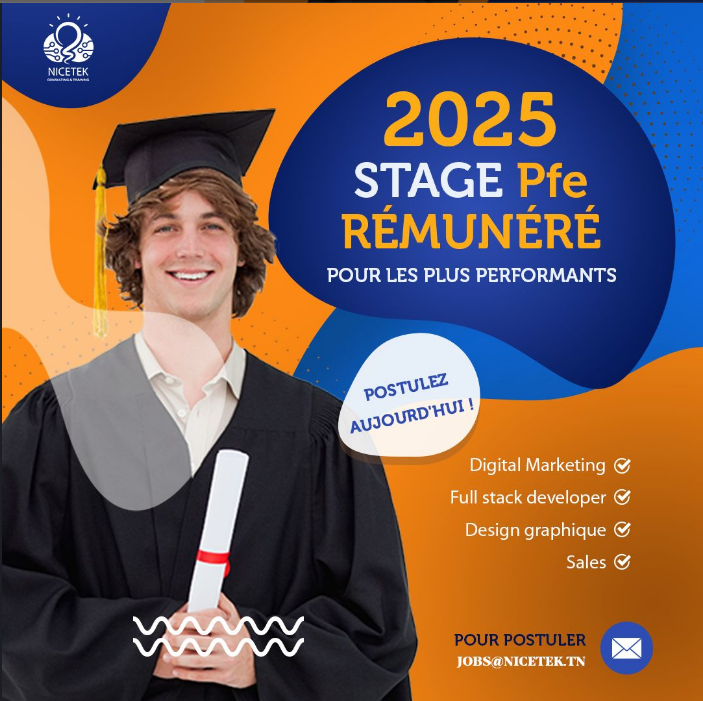 NICETEK
CONSULTING & TRAINING
2025
STAGE Pfe
RÉMUNÉRÉ
POUR LES PLUS PERFORMANTS
POSTULEZ
AUJOURD'HUI !
Digital Marketing
Full stack developer
Design graphique
Sales
POUR POSTULER
JOBS@NICETEK.TN